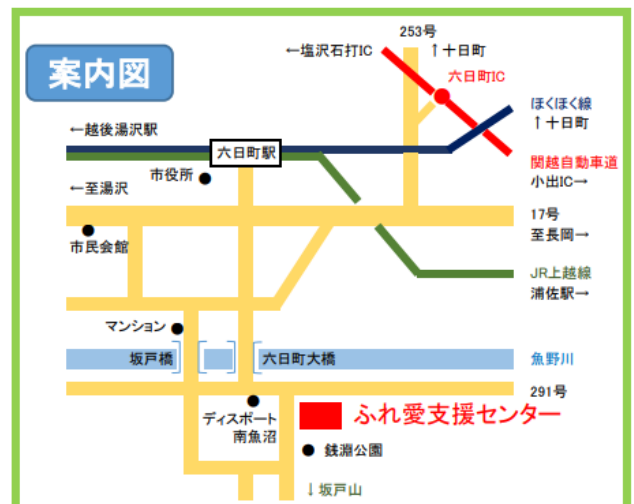 案内図
253号
←塩沢石打IC
↑十日町
六日町IC
ほくほく線
↑十日町
←越後湯沢駅
六日町駅
関越自動車道
小出IC→
市役所
←至湯沢
17号
至長岡→
市民会館
JR上越線
浦佐駅→
マンション
坂戸橋
六日町大橋
魚野川
291号
ディスポート
南魚沼
ふれ愛支援センター
銭淵公園
↓坂戸山